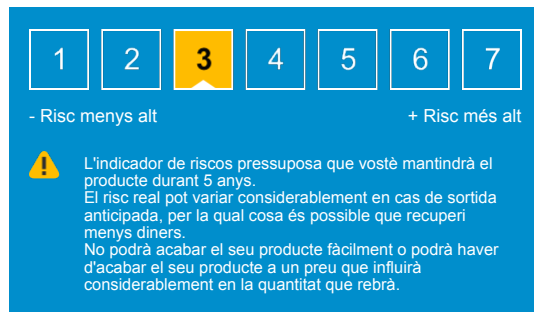 1 2 3 4 5 6 7
- Risc menys alt + Risc més alt
L'indicador de riscos pressuposa que vostè mantindrà el
producte durant 5 anys.
El risc real pot variar considerablement en cas de sortida
anticipada, per la qual cosa és possible que recuperi
menys diners.
No podrà acabar el seu producte fàcilment o podrà haver
d'acabar el seu producte a un preu que influirà
considerablement en la quantitat que rebrà.